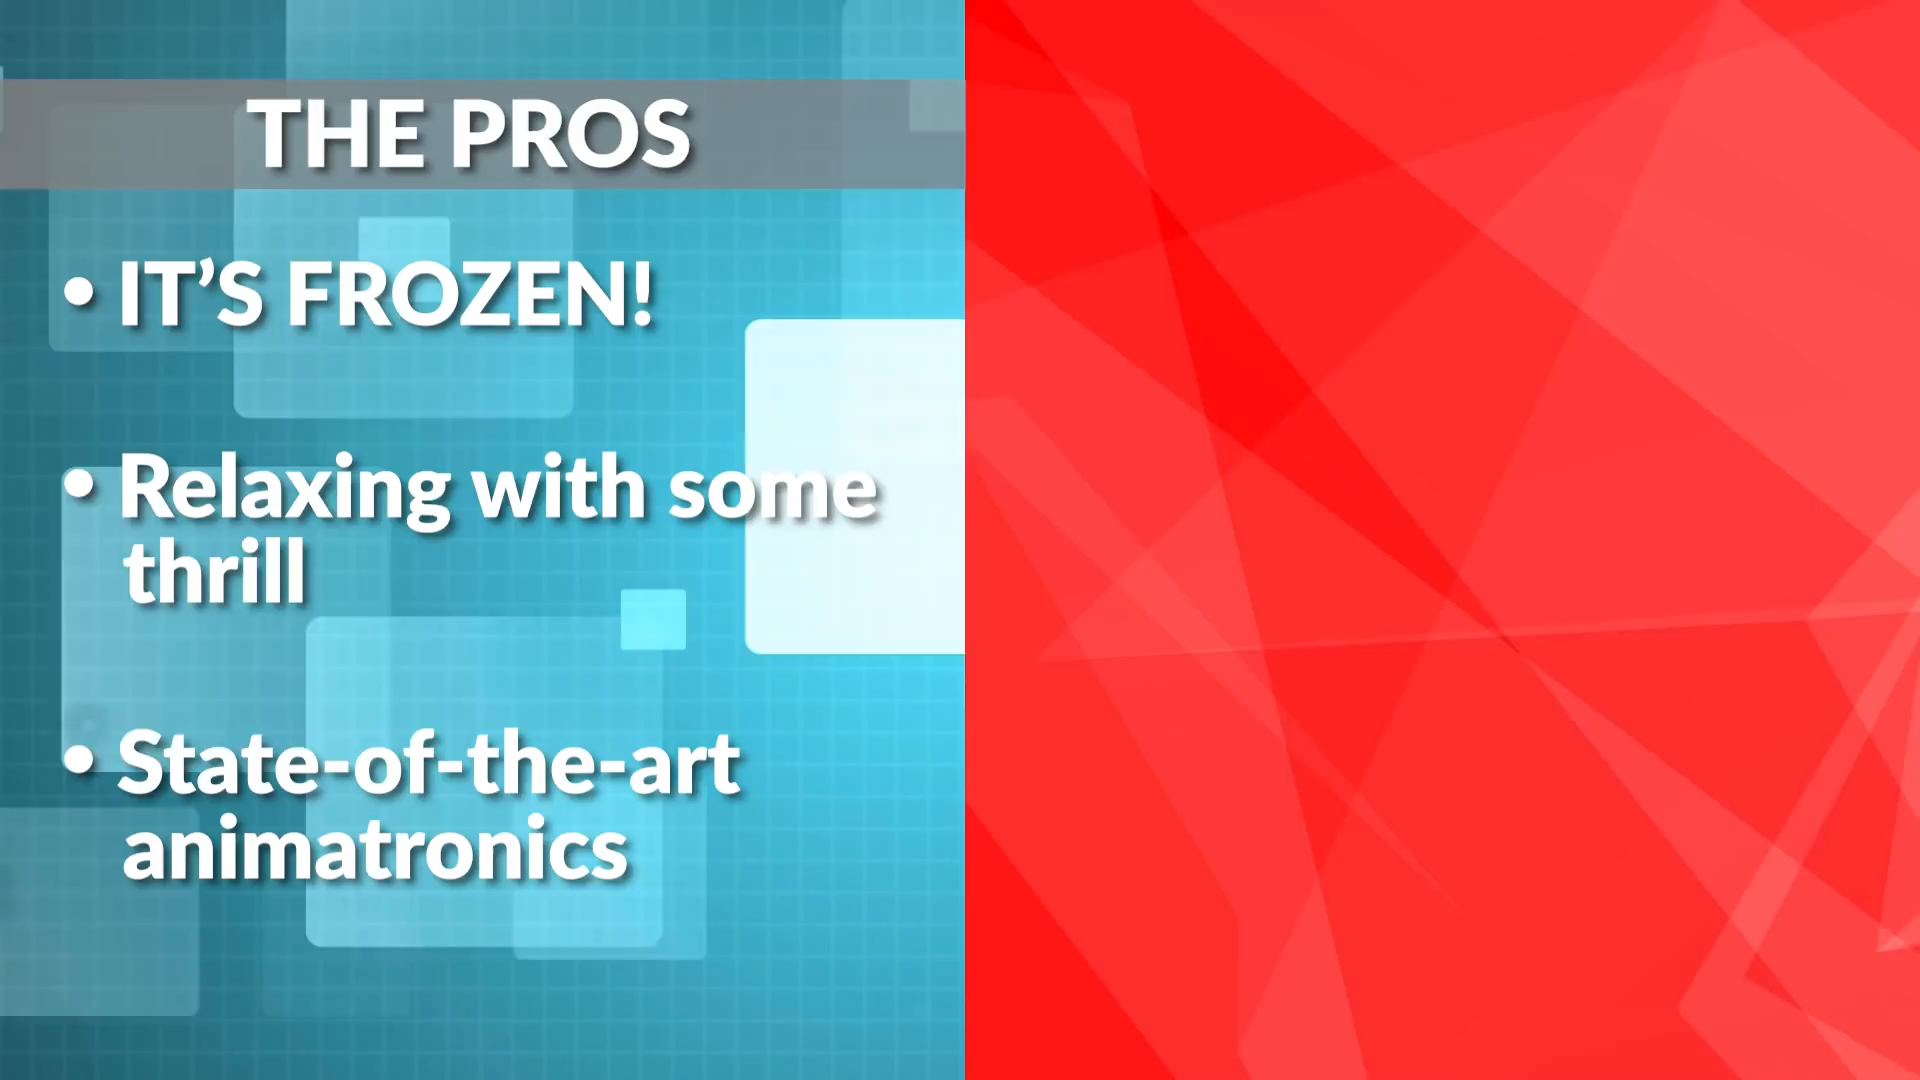 THE PROS
• IT’S FROZEN!
• Relaxing with some
thrill
• State-of-the-art
animatronics